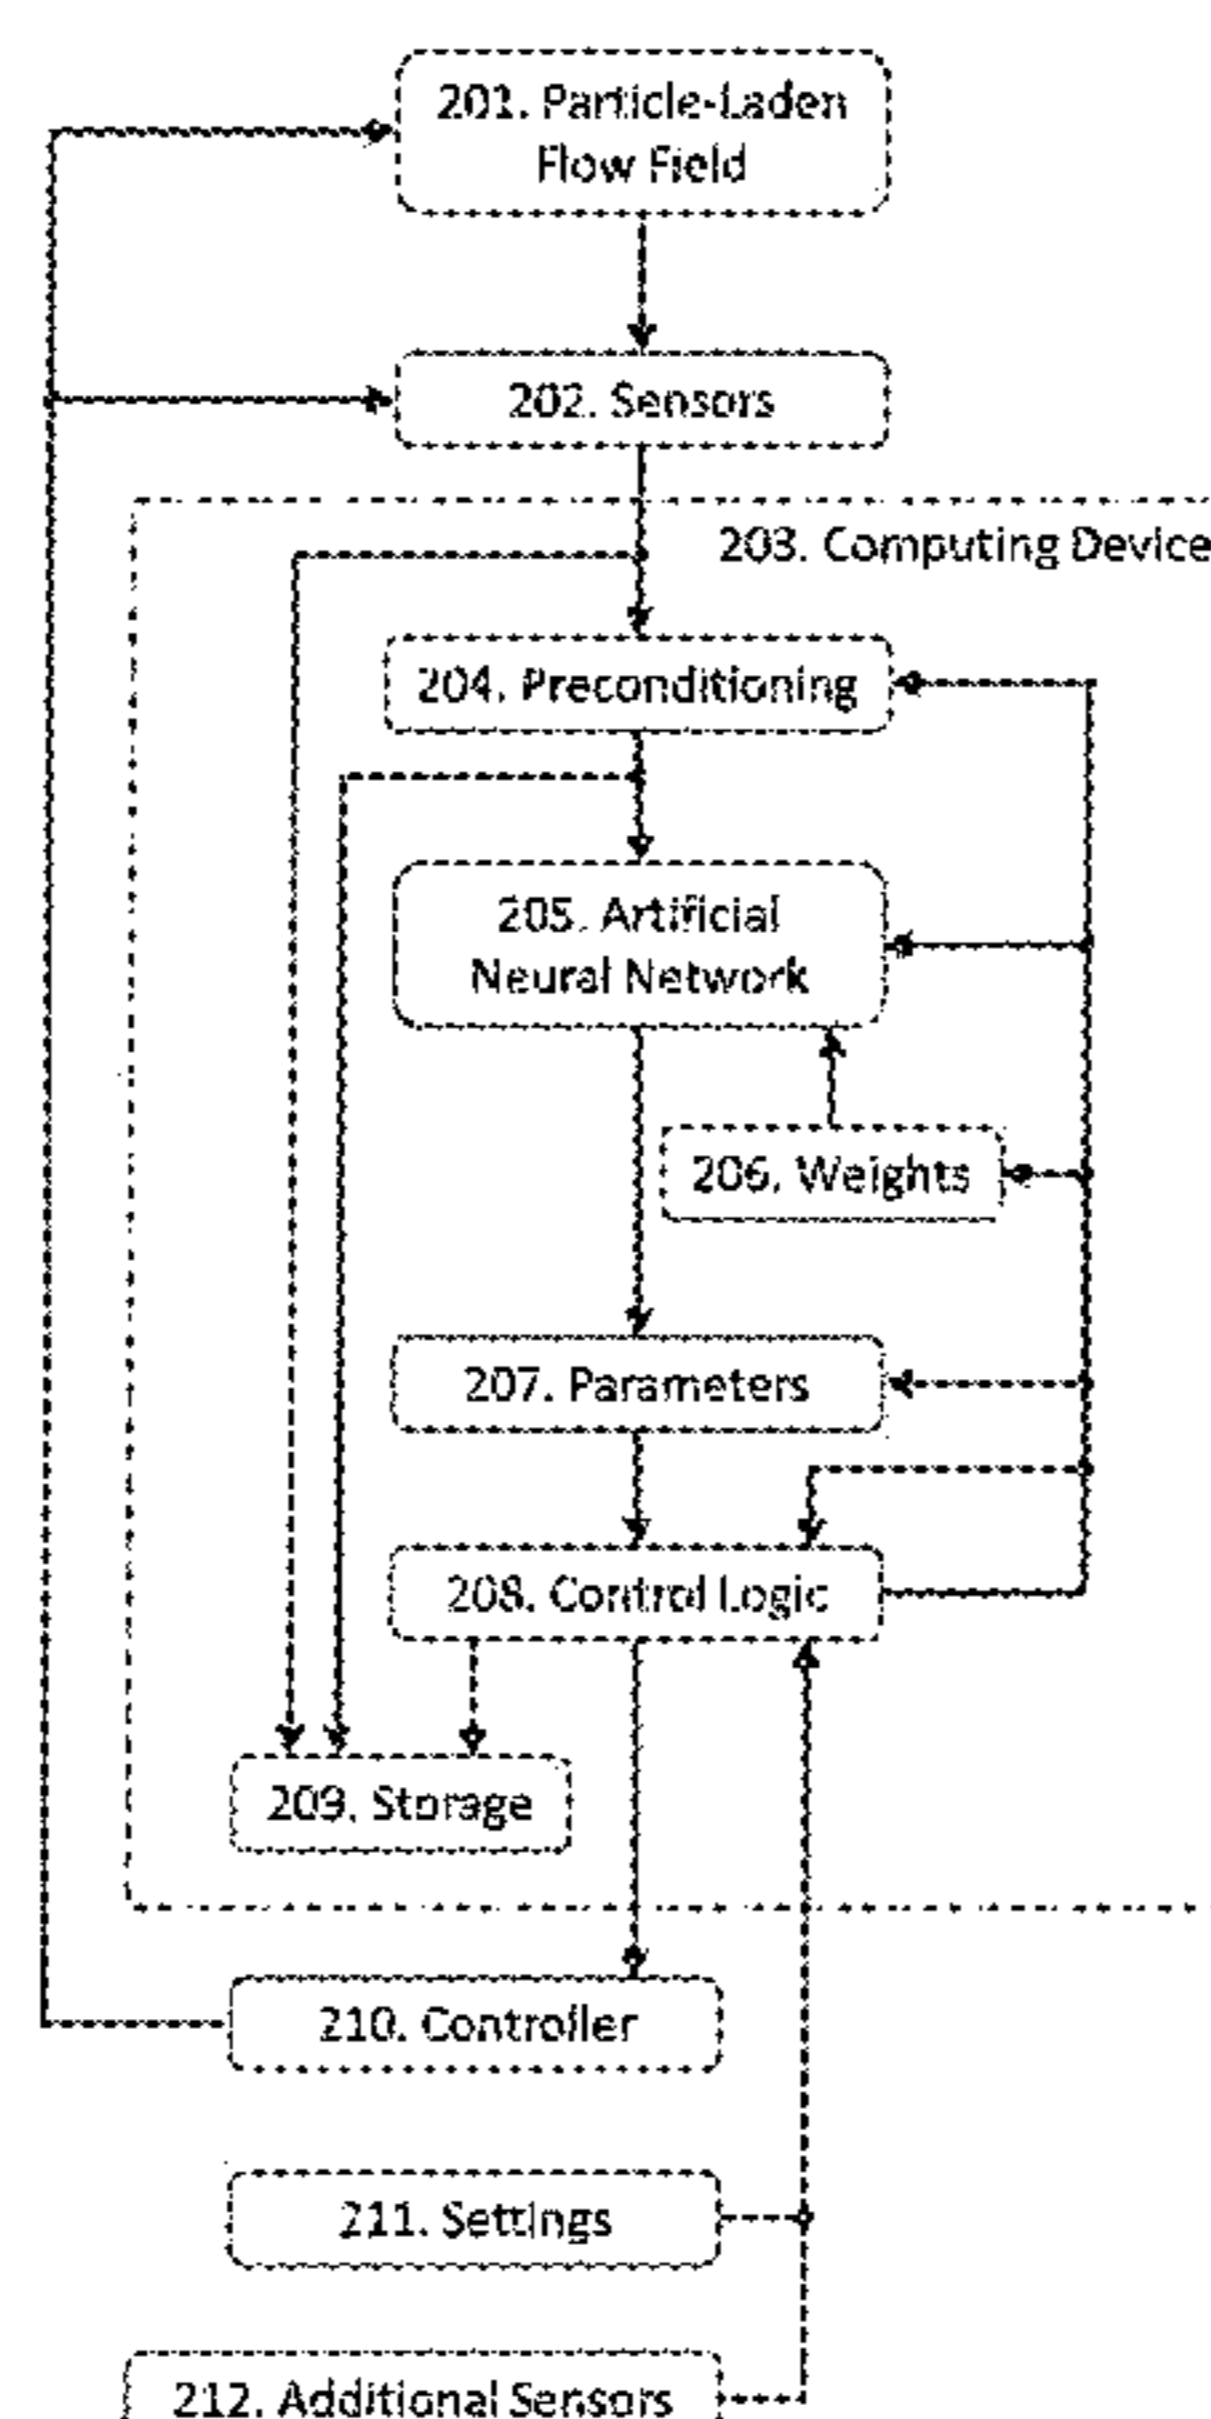 201. Particle-Laden
Flow Field
202. Sensors
203. Computing Device
204. Preconditioning
205. Artificial
Neural Network
206. Weights
207. Parameters
208. Control Logic
209. Storage
210. Controller
211. Settings
212. Additional Sensors